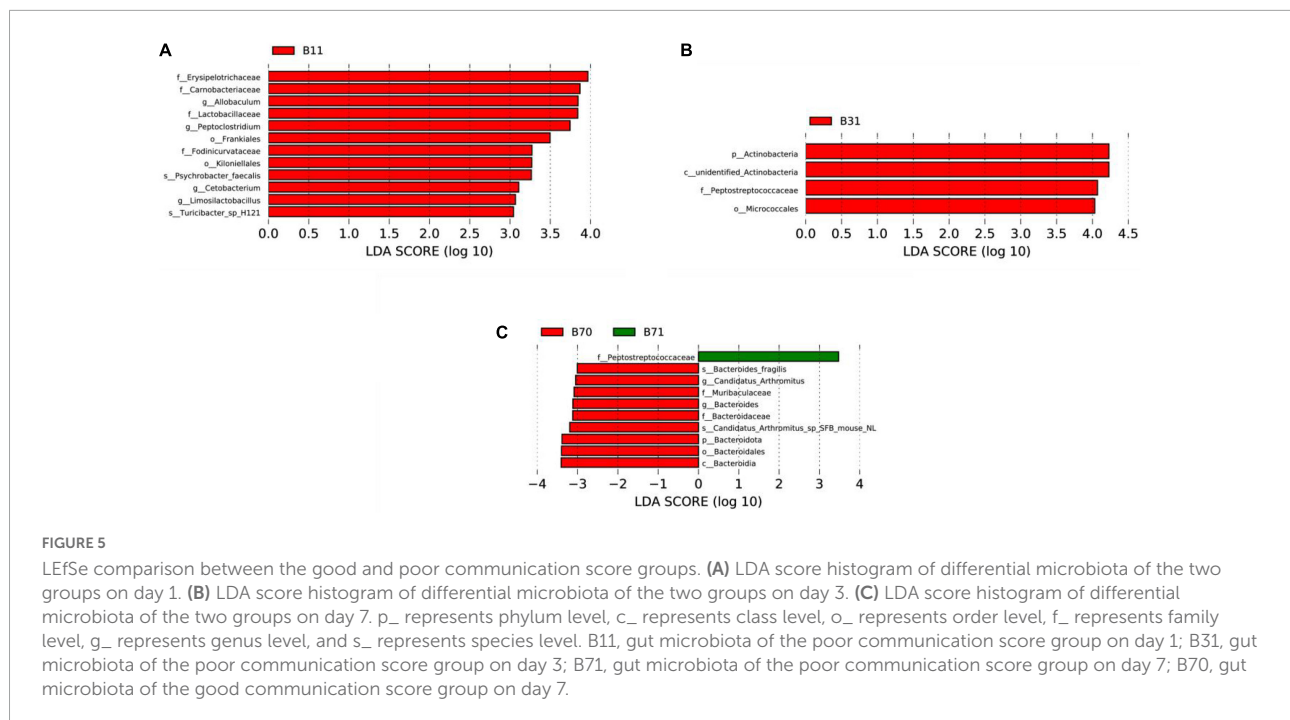 A
B11
f__Erysipelotrichaceae
f__Carnobacteriaceae
g__Allobaculum
f__Lactobacillaceae
g__Peptoclostridium
o__Frankiales
f__Fodinicurvataceae
o__Kiloniellales
s__Psychrobacter_faecalis
g__Cetobacterium
g__Limosilactobacillus
s__Turicibacter_sp_H121
0.0 0.5 1.0 1.5 2.0 2.5 3.0 3.5 4.0
LDA SCORE (log 10)
B
B31
p__Actinobacteria
c__unidentified_Actinobacteria
f__Peptostreptococcaceae
o__Micrococcales
0.0 0.5 1.0 1.5 2.0 2.5 3.0 3.5 4.0 4.5
LDA SCORE (log 10)
C
B70 B71
f__Peptostreptococcaceae
s__Bacteroides_fragilis
g__Candidatus_Arthromitus
f__Muribaculaceae
g__Bacteroides
f__Bacteroidaceae
s__Candidatus_Arthromitus_sp_SFB_mouse_NL
p__Bacteroidota
o__Bacteroidales
c__Bacteroidia
−4 −3 −2 −1 0 1 2 3 4
LDA SCORE (log 10)
FIGURE 5
LEfSe comparison between the good and poor communication score groups. (A) LDA score histogram of differential microbiota of the two
groups on day 1. (B) LDA score histogram of differential microbiota of the two groups on day 3. (C) LDA score histogram of differential
microbiota of the two groups on day 7. p_ represents phylum level, c_ represents class level, o_ represents order level, f_ represents family
level, g_ represents genus level, and s_ represents species level. B11, gut microbiota of the poor communication score group on day 1; B31, gut
microbiota of the poor communication score group on day 3; B71, gut microbiota of the poor communication score group on day 7; B70, gut
microbiota of the good communication score group on day 7.